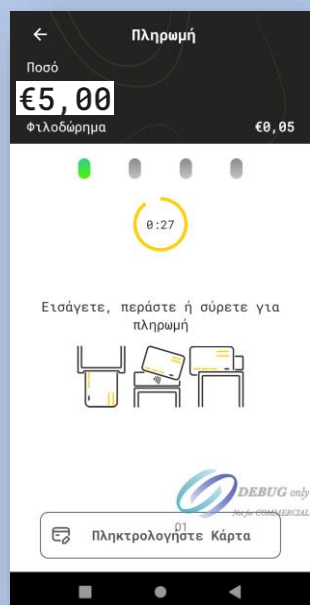 Πληρωμή
Ποσό
€5,00
Φιλοδώρημα €0,05
0:27
Εισάγετε, περάστε ή σύρετε για
πληρωμή
DEBUG only
Not for COMMERCIAL
01
Πληκτρολογήστε Κάρτα